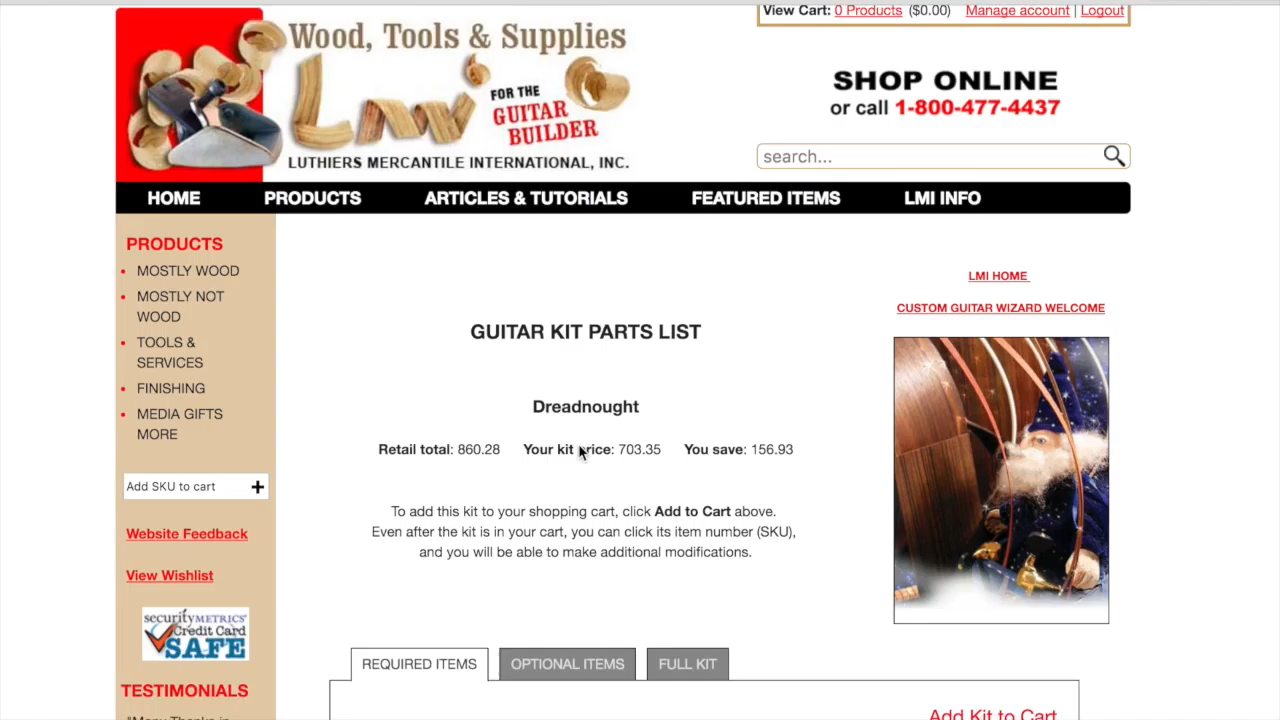 View Cart: 0 Products ($0.00) Manage account | Logout
Wood, Tools & Supplies
Lmi's
FOR THE
GUITAR
BUILDER
LUTHIERS MERCANTILE INTERNATIONAL, INC.
SHOP ONLINE
or call 1-800-477-4437
search...
HOME PRODUCTS ARTICLES & TUTORIALS FEATURED ITEMS LMI INFO
PRODUCTS
MOSTLY WOOD
MOSTLY NOT
WOOD
TOOLS &
SERVICES
FINISHING
MEDIA GIFTS
MORE
Add SKU to cart
Website Feedback
View Wishlist
securityMETRICS
Credit Card
SAFE
TESTIMONIALS
"Many Thanks in
GUITAR KIT PARTS LIST
Dreadnought
Retail total: 860.28 Your kit price: 703.35 You save: 156.93
To add this kit to your shopping cart, click Add to Cart above.
Even after the kit is in your cart, you can click its item number (SKU),
and you will be able to make additional modifications.
LMI HOME
CUSTOM GUITAR WIZARD WELCOME
REQUIRED ITEMS OPTIONAL ITEMS FULL KIT
Add Kit to Cart